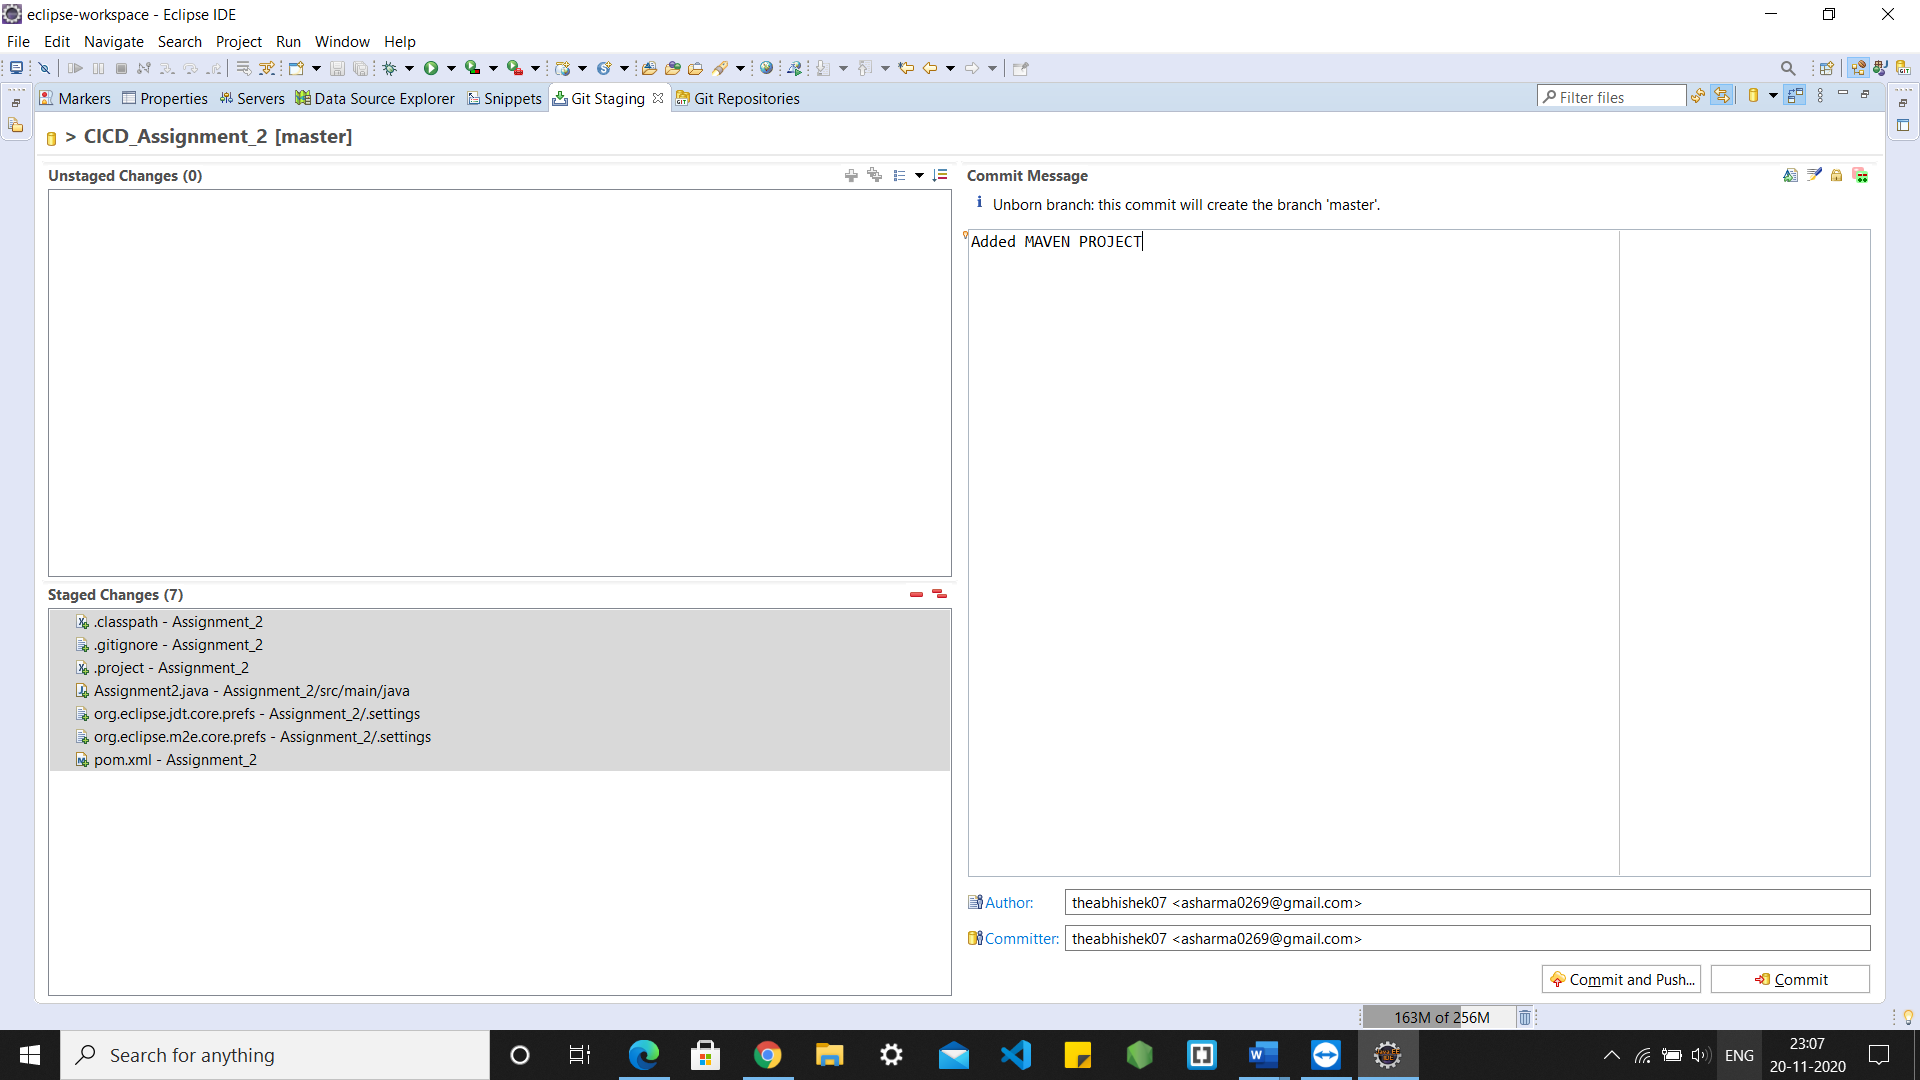 eclipse-workspace - Eclipse IDE
File Edit Navigate Search Project Run Window Help
Markers Properties Servers Data Source Explorer Snippets Git Staging Git Repositories Filter files
> CICD_Assignment_2 [master]
Unstaged Changes (0)
Staged Changes (7)
.classpath - Assignment_2
.gitignore - Assignment_2
.project - Assignment_2
Assignment2.java - Assignment_2/src/main/java
org.eclipse.jdt.core.prefs - Assignment_2/.settings
org.eclipse.m2e.core.prefs - Assignment_2/.settings
pom.xml - Assignment_2
Commit Message
Unborn branch: this commit will create the branch 'master'.
Added MAVEN PROJECT
Author: theabhishek07 <asharma0269@gmail.com>
Committer: theabhishek07 <asharma0269@gmail.com>
Commit and Push... Commit
163M of 256M
Search for anything
ENG
23:07
20-11-2020